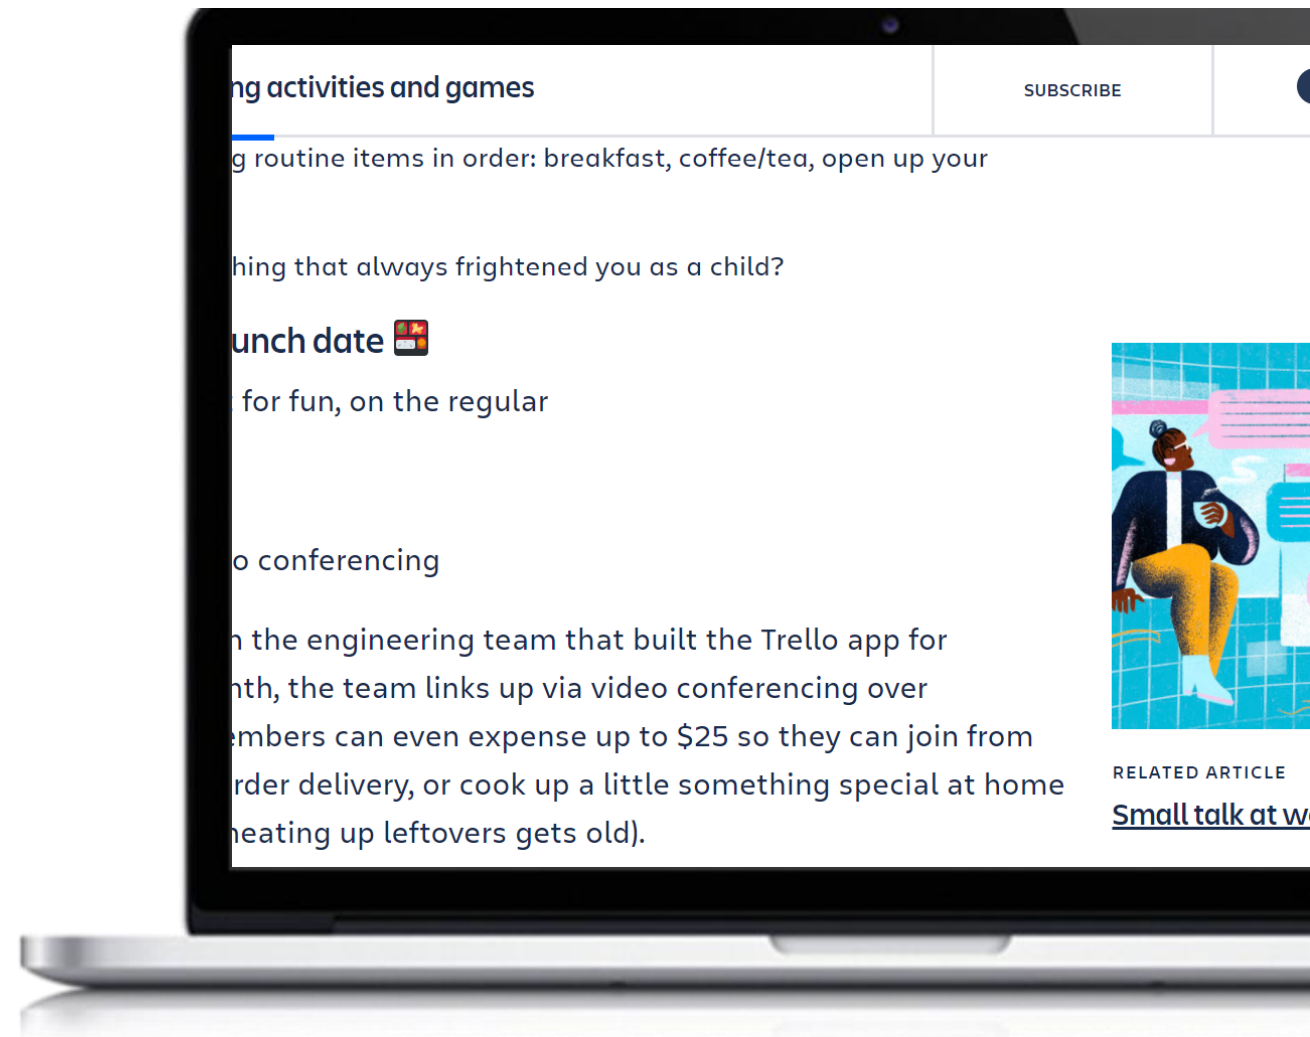 ng activities and games
SUBSCRIBE
g routine items in order: breakfast, coffee/tea, open up your
hing that always frightened you as a child?
unch date
for fun, on the regular
o conferencing
n the engineering team that built the Trello app for
nth, the team links up via video conferencing over
embers can even expense up to $25 so they can join from
rder delivery, or cook up a little something special at home
heating up leftovers gets old).
RELATED ARTICLE
Small talk at w